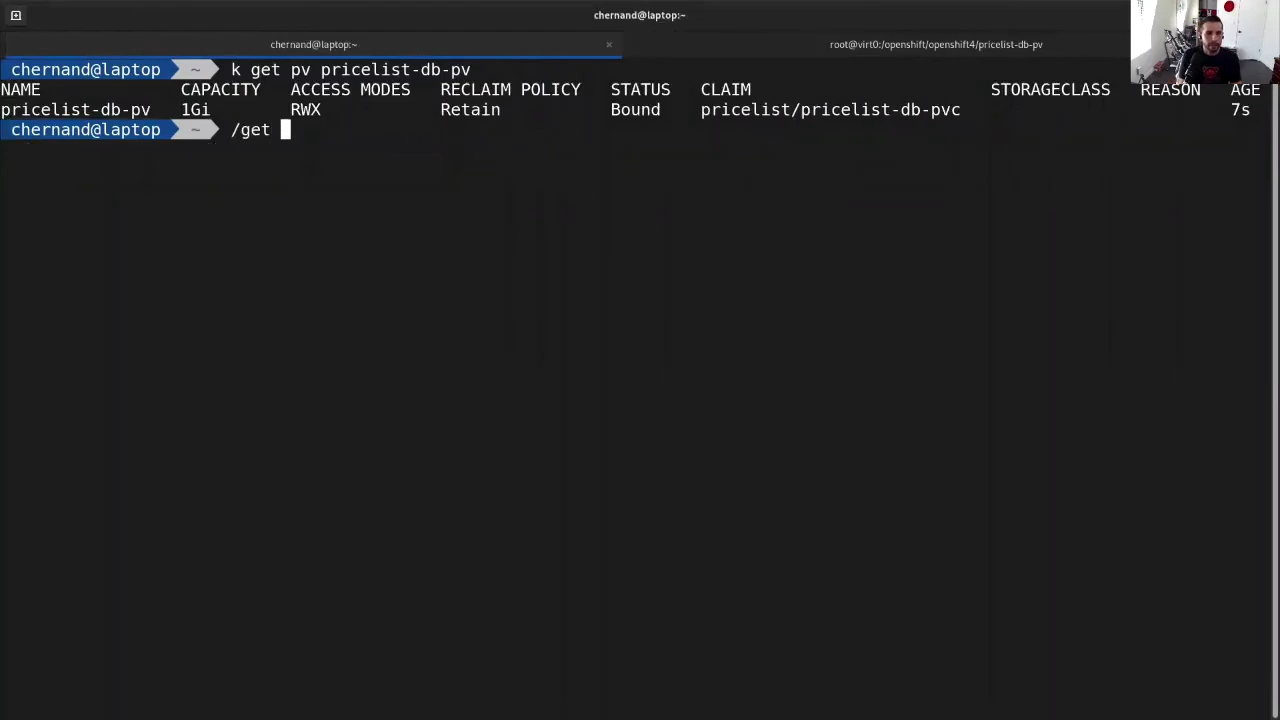 chernand@laptop:~
chernand@laptop:~ × root@virt0:/openshift/openshift4/pricelist-db-pv
chernand@laptop ~ k get pv pricelist-db-pv
NAME CAPACITY ACCESS MODES RECLAIM POLICY STATUS CLAIM STORAGECLASS REASON AGE
pricelist-db-pv 1Gi RWX Retain Bound pricelist/pricelist-db-pvc 7s
chernand@laptop ~ /get